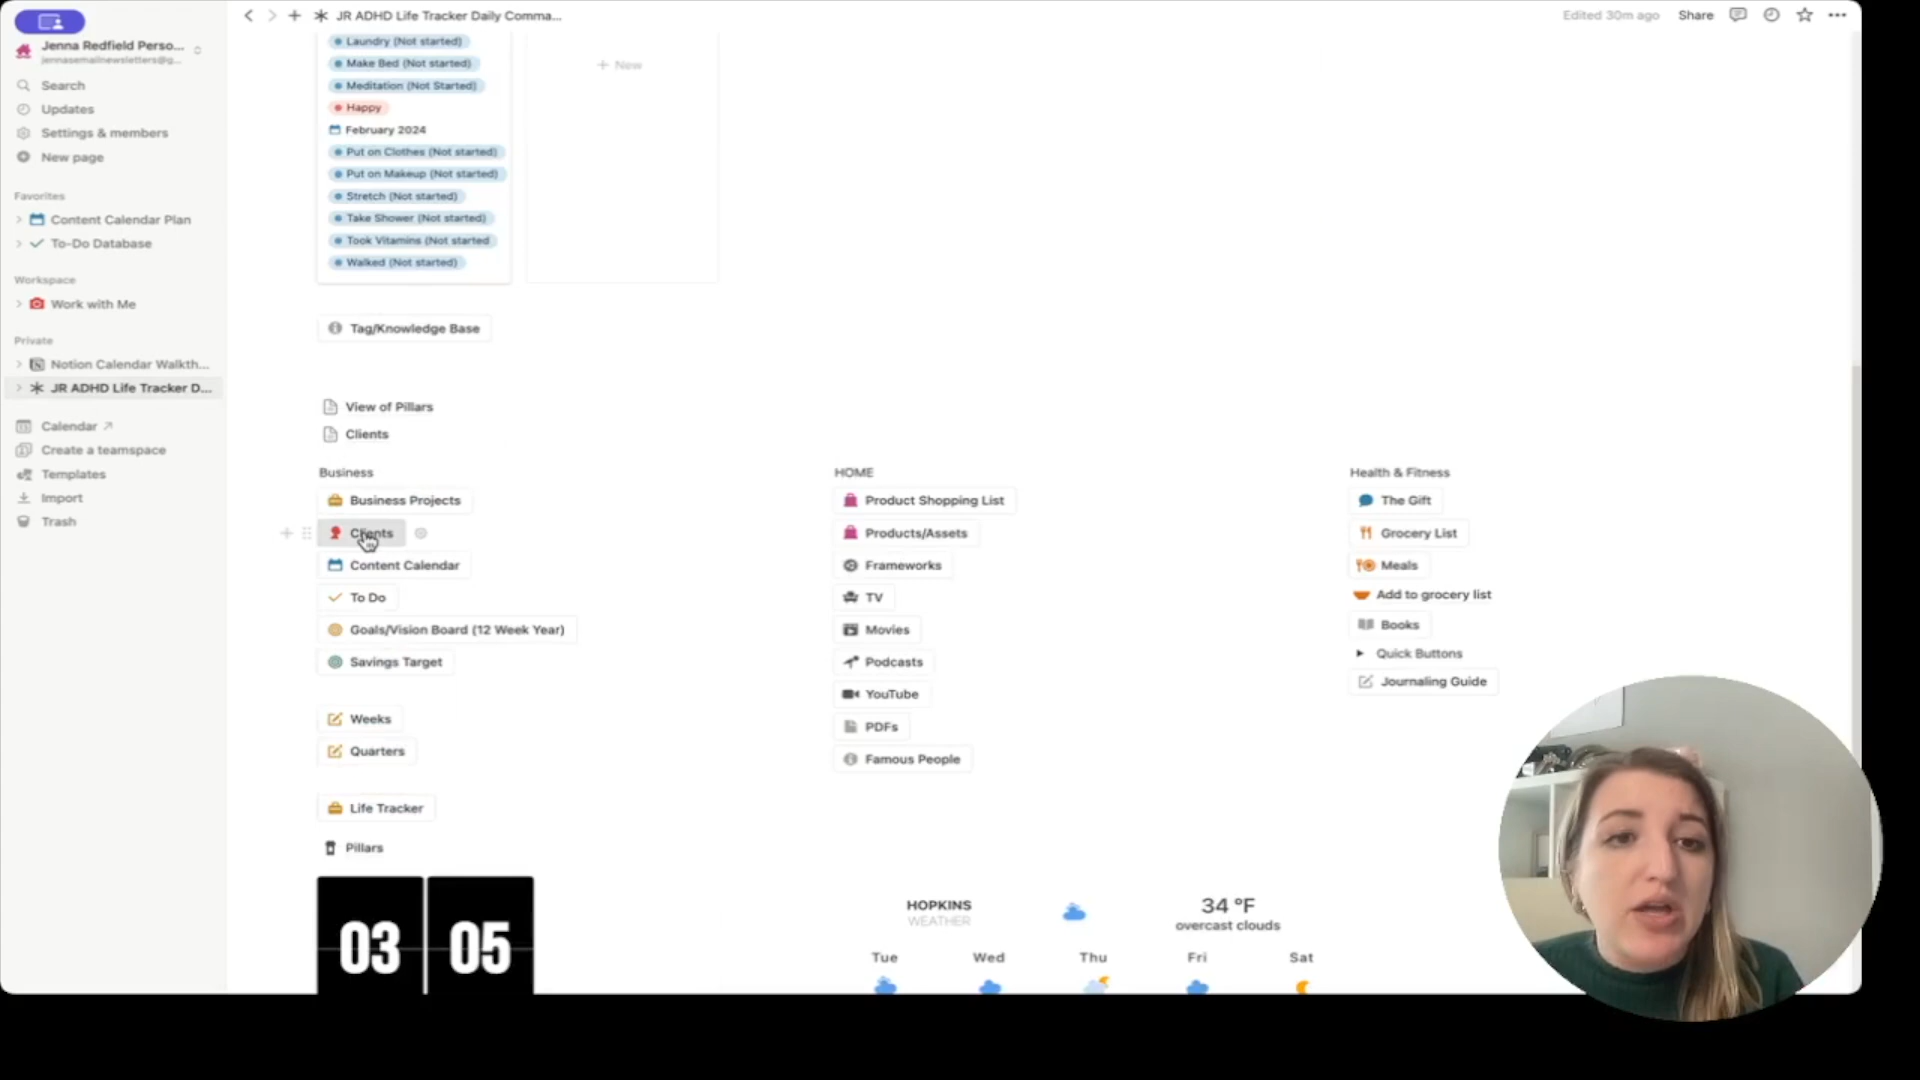 JR ADHD Life Tracker Daily Comma...
Edited 30m ago
Share
Jenna Redfield Perso...
jennasemailnewsletters@g...
Search
Updates
Settings & members
New page
Favorites
Content Calendar Plan
To-Do Database
Workspace
Work with Me
Private
Notion Calendar Walkth...
JR ADHD Life Tracker D...
Calendar
Create a teamspace
Templates
Import
Trash
Laundry (Not started)
Make Bed (Not started)
Meditation (Not Started)
Happy
February 2024
Put on Clothes (Not started)
Put on Makeup (Not started)
Stretch (Not started)
Take Shower (Not started)
Took Vitamins (Not started
Walked (Not started)
New
Tag/Knowledge Base
View of Pillars
Clients
Business
Business Projects
Clients
Content Calendar
To Do
Goals/Vision Board (12 Week Year)
Savings Target
Weeks
Quarters
Life Tracker
Pillars
03 05
HOME
Product Shopping List
Products/Assets
Frameworks
TV
Movies
Podcasts
YouTube
PDFs
Famous People
Health & Fitness
The Gift
Grocery List
Meals
Add to grocery list
Books
Quick Buttons
Journaling Guide
HOPKINS
WEATHER
34 °F
overcast clouds
Tue Wed Thu Fri Sat